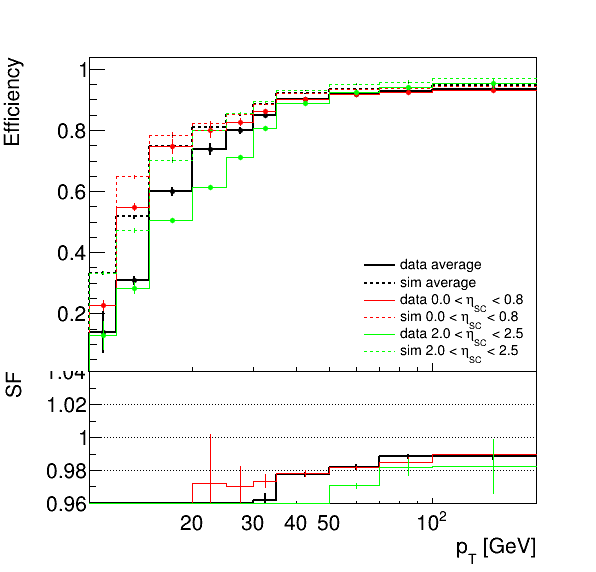 Efficiency
1
0.8
0.6
0.4
0.2
data average
sim average
data 0.0 < η_SC < 0.8
sim 0.0 < η_SC < 0.8
data 2.0 < η_SC < 2.5
sim 2.0 < η_SC < 2.5
SF
1.04
1.02
1
0.98
0.96
20 30 40 50 10²
p_T [GeV]